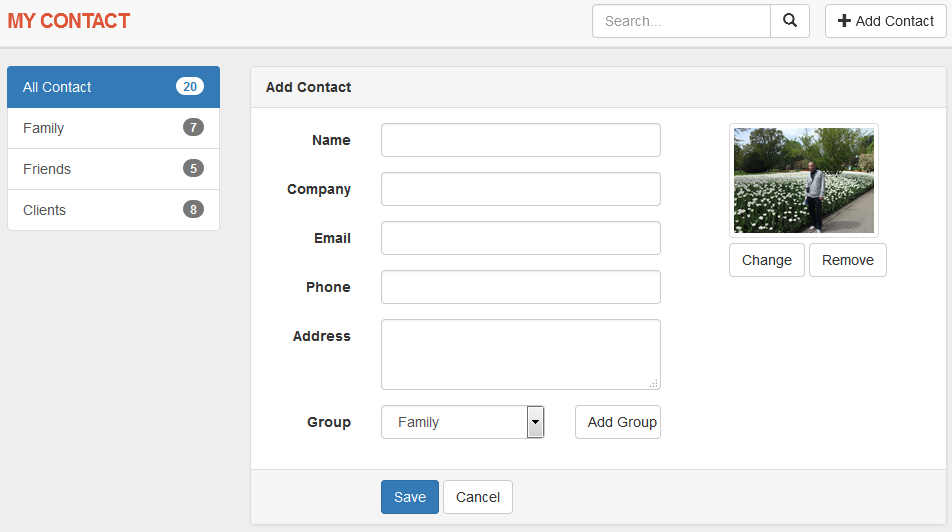 MY CONTACT
Search...
Add Contact
All Contact 20
Family 7
Friends 5
Clients 8
Add Contact
Name
Company
Email
Phone
Address
Group
Family
Add Group
Change
Remove
Save
Cancel